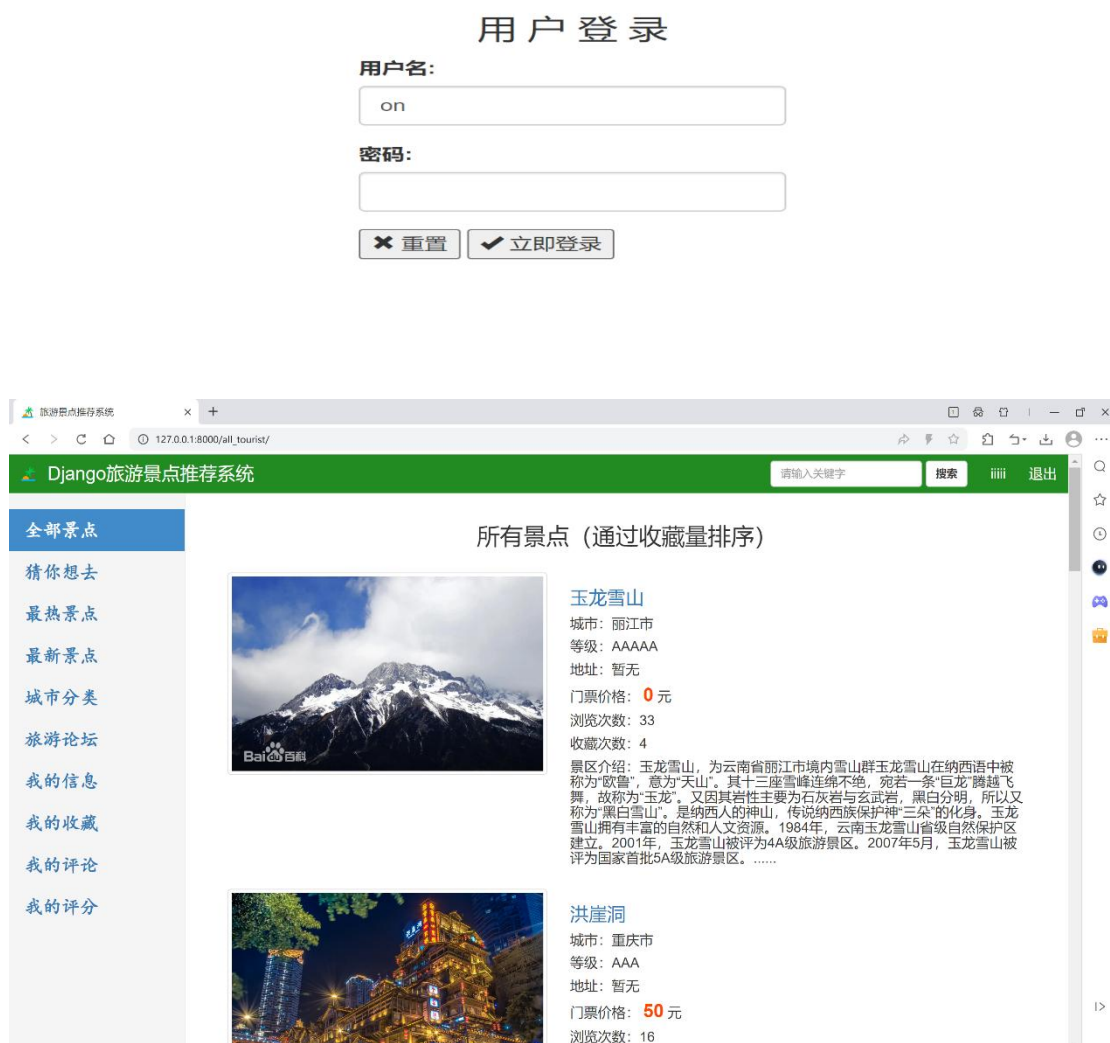 用户登录
用户名:
on
密码:
重置 立即登录
旅游景点推荐系统
127.0.0.1:8000/all_tourist/
Django旅游景点推荐系统 请输入关键字 搜索 iiiii 退出
全部景点
猜你想去
最热景点
最新景点
城市分类
旅游论坛
我的信息
我的收藏
我的评论
我的评分
所有景点（通过收藏量排序）
Bai百科
玉龙雪山
城市：丽江市
等级：AAAAA
地址：暂无
门票价格： 0 元
浏览次数：33
收藏次数：4
景区介绍：玉龙雪山，为云南省丽江市境内雪山群玉龙雪山在纳西语中被
称为“欧鲁”，意为“天山”。其十三座雪峰连绵不绝，宛若一条“巨龙”腾越飞
舞，故称为“玉龙”。又因其岩性主要为石灰岩与玄武岩，黑白分明，所以又
称为“黑白雪山”。是纳西人的神山，传说纳西族保护神“三朵”的化身。玉龙
雪山拥有丰富的自然和人文资源。1984年，云南玉龙雪山省级自然保护区
建立。2001年，玉龙雪山被评为4A级旅游景区。2007年5月，玉龙雪山被
评为国家首批5A级旅游景区。......
洪崖洞
城市：重庆市
等级：AAA
地址：暂无
门票价格： 50 元
浏览次数：16